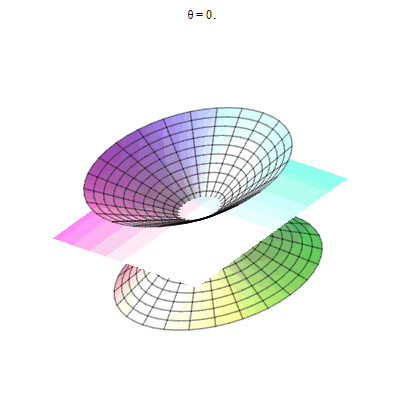 θ = 0.